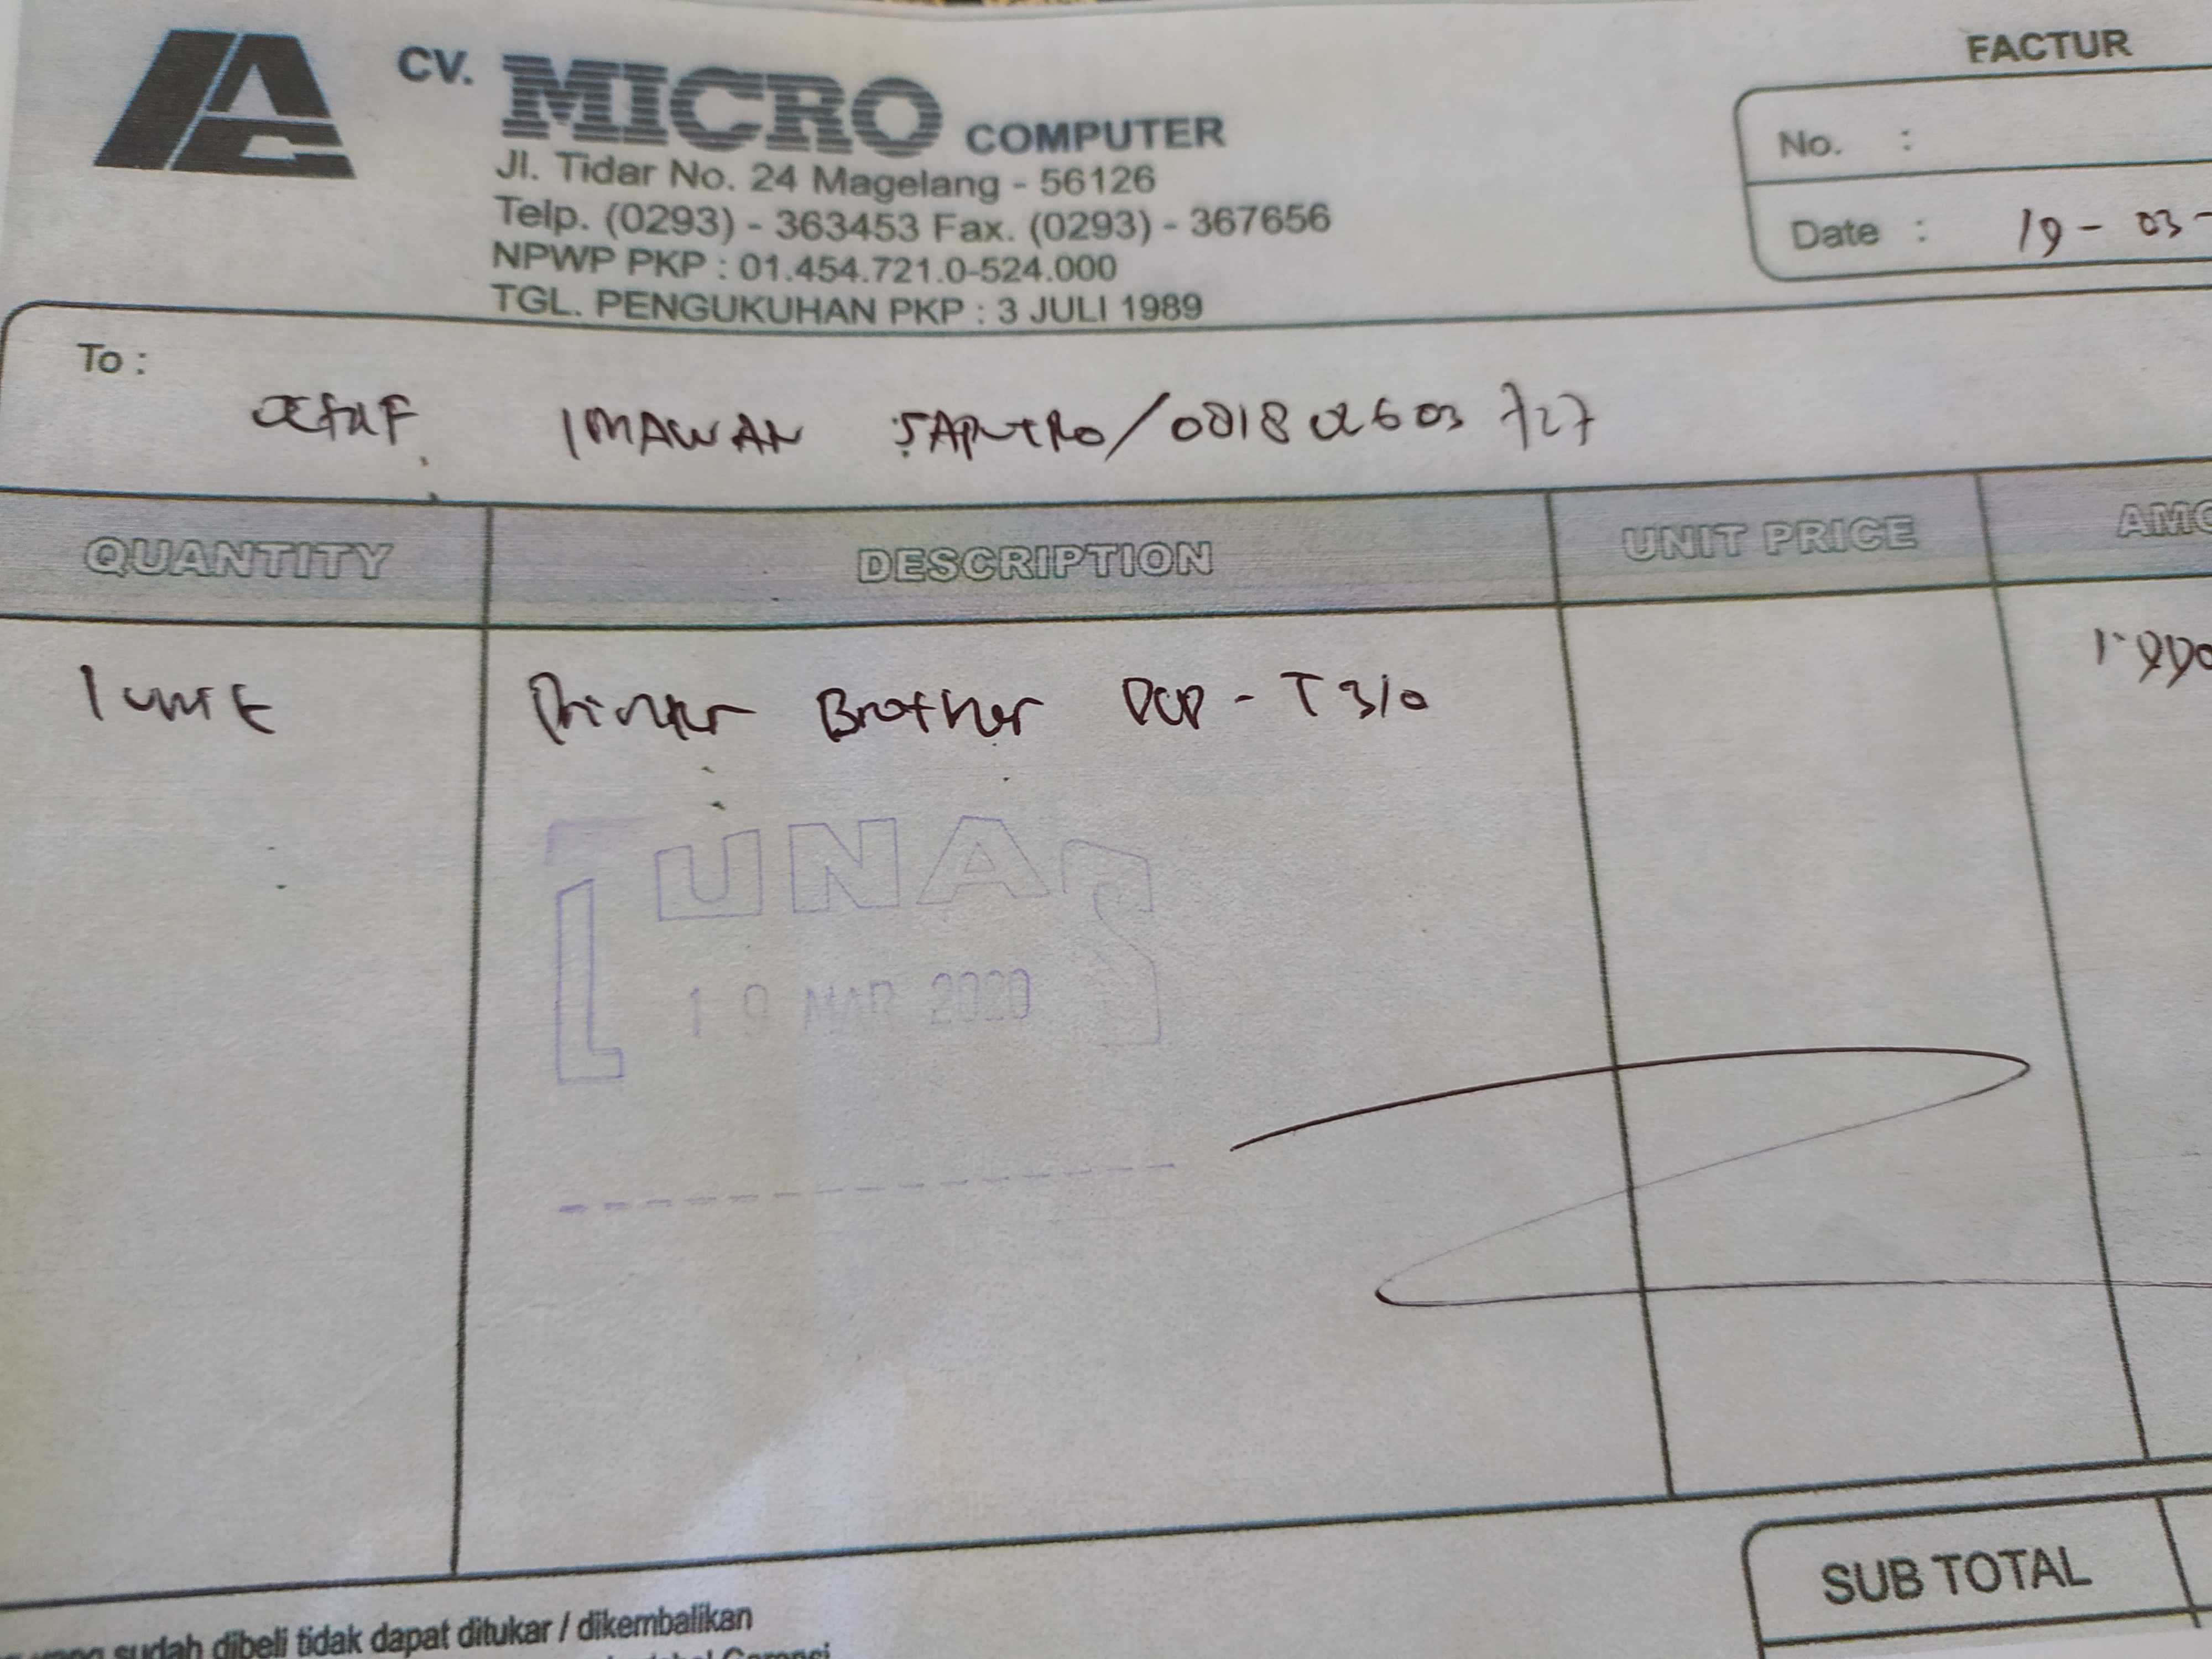 CV. MICRO COMPUTER
Jl. Tidar No. 24 Magelang - 56126
Telp. (0293) - 363453 Fax. (0293) - 367656
NPWP PKP : 01.454.721.0-524.000
TGL. PENGUKUHAN PKP : 3 JULI 1989
FACTUR
No. :
Date : 19 - 03 -
To :
IMAWAN SAPUTRO/
QUANTITY DESCRIPTION UNIT PRICE
1 unit Printer Brother DCP - T310
LUNAS
19 MAR 2020
SUB TOTAL
sudah dibeli tidak dapat ditukar / dikembalikan